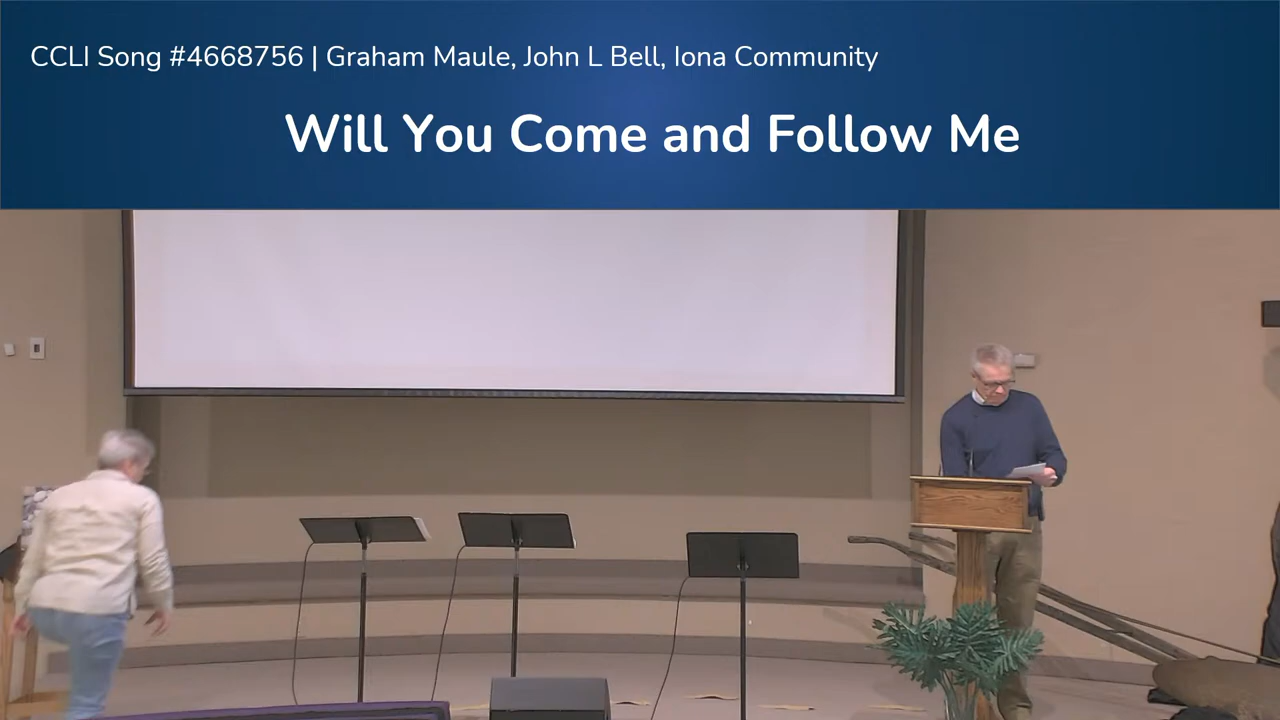 CCLI Song #4668756 | Graham Maule, John L Bell, Iona Community
Will You Come and Follow Me